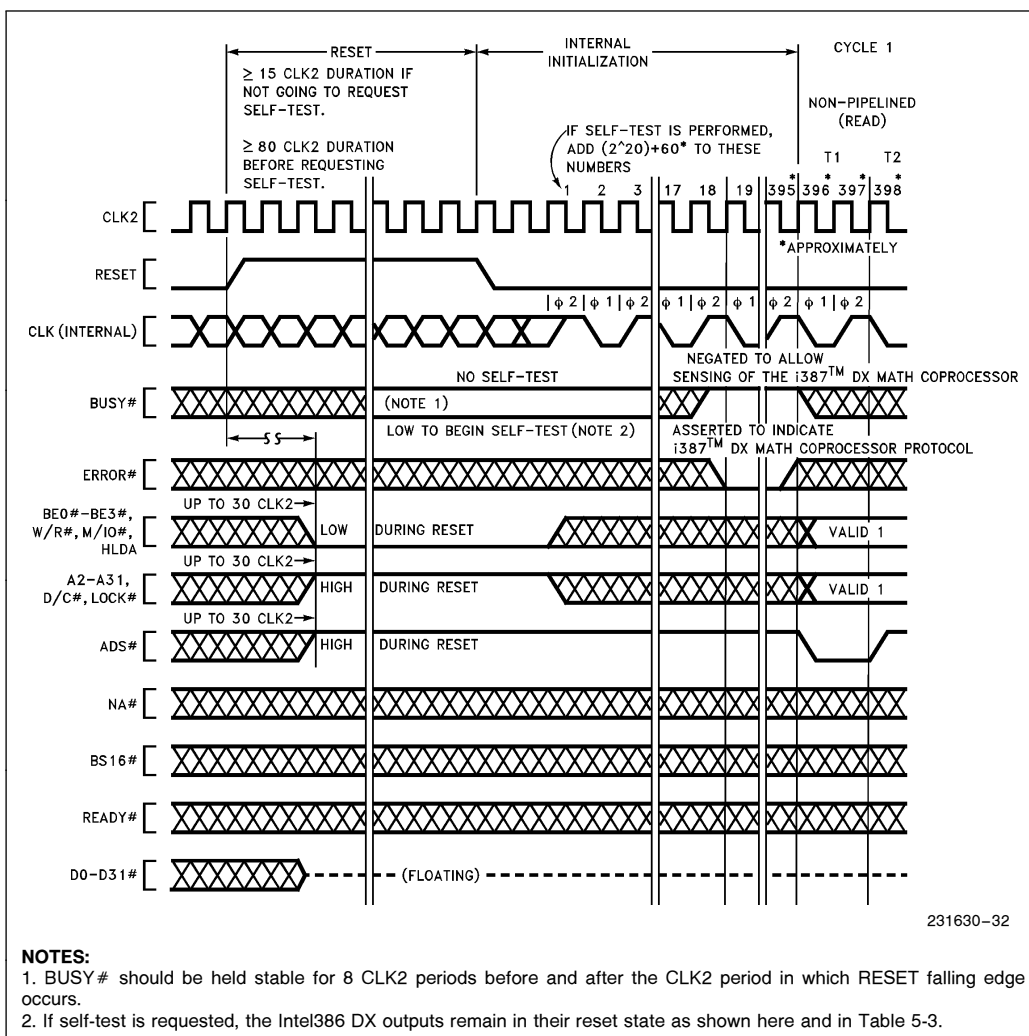 RESET
INTERNAL
INITIALIZATION
CYCLE 1
≥ 15 CLK2 DURATION IF
NOT GOING TO REQUEST
SELF-TEST.
≥ 80 CLK2 DURATION
BEFORE REQUESTING
SELF-TEST.
IF SELF-TEST IS PERFORMED,
ADD (2^20)+60* TO THESE
NUMBERS
NON-PIPELINED
(READ)
T1 T2
1 2 3 17 18 19 395* 396* 397* 398*
CLK2
*APPROXIMATELY
RESET
φ 2 φ 1 φ 2 φ 1 φ 2 φ 1 φ 2 φ 1 φ 2
CLK (INTERNAL)
NO SELF-TEST
NEGATED TO ALLOW
SENSING OF THE i387™ DX MATH COPROCESSOR
BUSY#
(NOTE 1)
LOW TO BEGIN SELF-TEST (NOTE 2)
ASSERTED TO INDICATE
i387™ DX MATH COPROCESSOR PROTOCOL
ERROR#
UP TO 30 CLK2
BE0#-BE3#,
W/R#, M/IO#,
HLDA
LOW DURING RESET
VALID 1
UP TO 30 CLK2
A2-A31,
D/C#, LOCK#
HIGH DURING RESET
VALID 1
UP TO 30 CLK2
ADS#
HIGH DURING RESET
NA#
BS16#
READY#
D0-D31#
(FLOATING)
231630-32
NOTES:
1. BUSY# should be held stable for 8 CLK2 periods before and after the CLK2 period in which RESET falling edge
occurs.
2. If self-test is requested, the Intel386 DX outputs remain in their reset state as shown here and in Table 5-3.